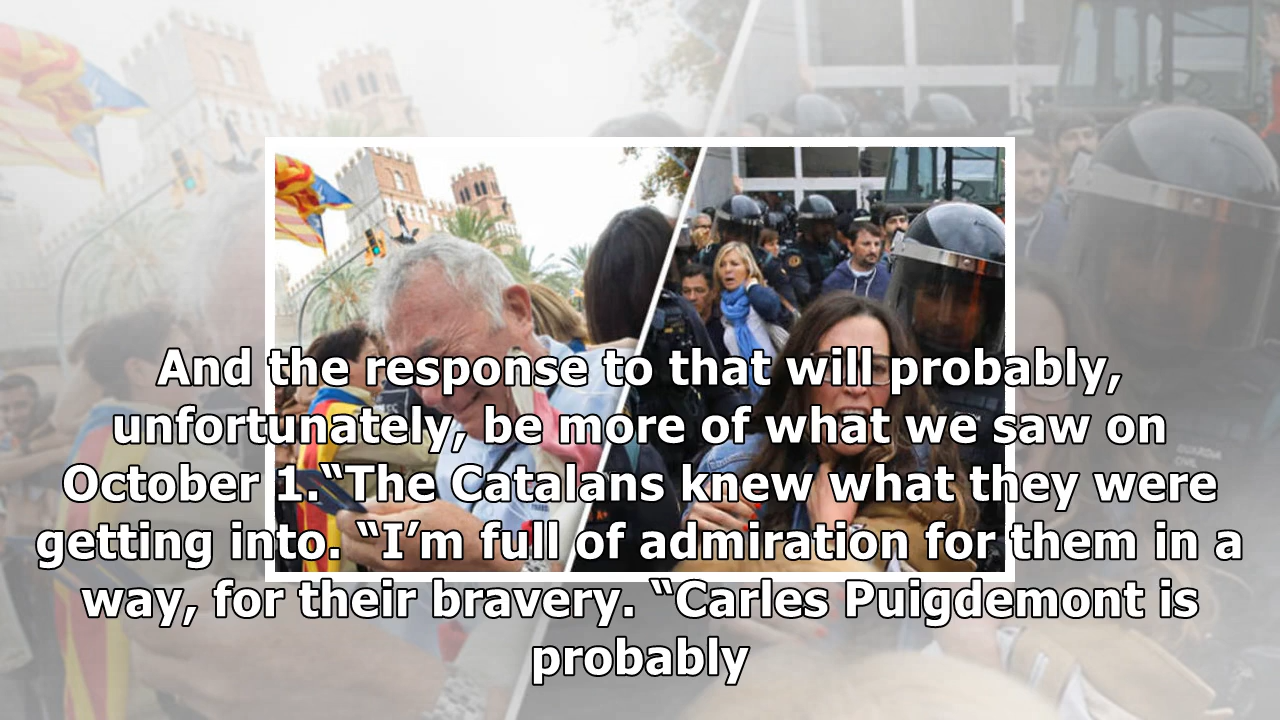 And the response to that will probably,
unfortunately, be more of what we saw on
October 1.“The Catalans knew what they were
getting into. “I’m full of admiration for them in a
way, for their bravery. “Carles Puigdemont is
probably